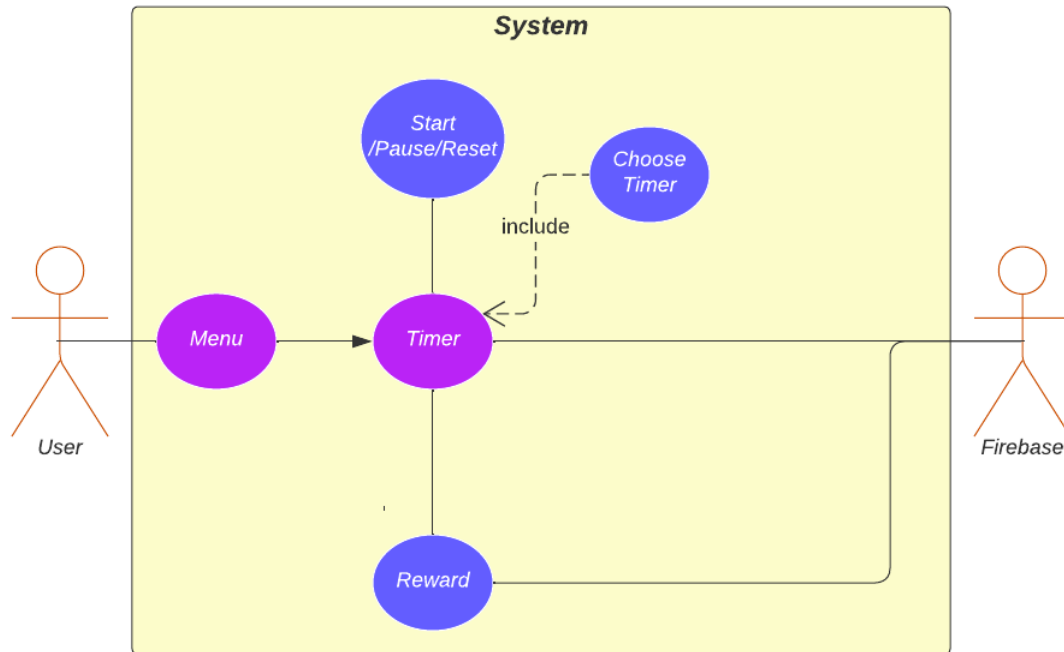 System
Start
/Pause/Reset
Choose
Timer
include
Menu
Timer
User
Firebase
Reward